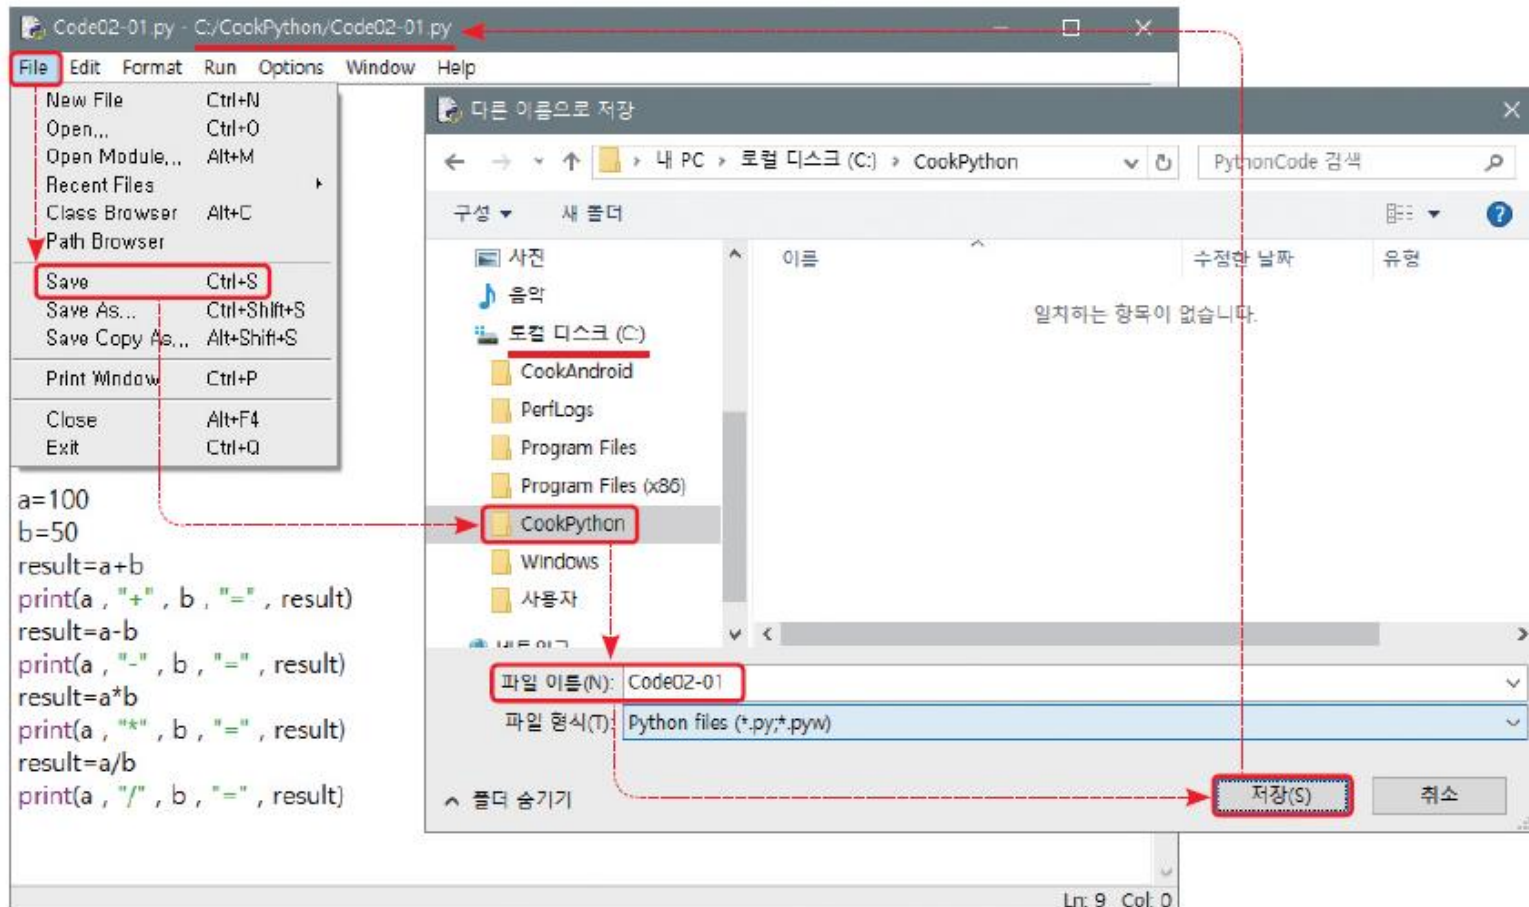 Code02-01.py - C:/CookPython/Code02-01.py
File Edit Format Run Options Window Help
New File Ctrl+N
Open... Ctrl+O
Open Module... Alt+M
Recent Files
Class Browser Alt+C
Path Browser
Save Ctrl+S
Save As... Ctrl+Shift+S
Save Copy As... Alt+Shift+S
Print Window Ctrl+P
Close Alt+F4
Exit Ctrl+Q
a=100
b=50
result=a+b
print(a , "+" , b , "=" , result)
result=a-b
print(a , "-" , b , "=" , result)
result=a*b
print(a , "*" , b , "=" , result)
result=a/b
print(a , "/" , b , "=" , result)
다른 이름으로 저장
내 PC › 로컬 디스크 (C:) › CookPython
PythonCode 검색
구성 새 폴더
이름 수정한 날짜 유형
일치하는 항목이 없습니다.
사진
음악
로컬 디스크 (C:)
CookAndroid
PerfLogs
Program Files
Program Files (x86)
CookPython
Windows
사용자
파일 이름(N): Code02-01
파일 형식(T): Python files (*.py;*.pyw)
폴더 숨기기
저장(S) 취소
Ln: 9 Col: 0